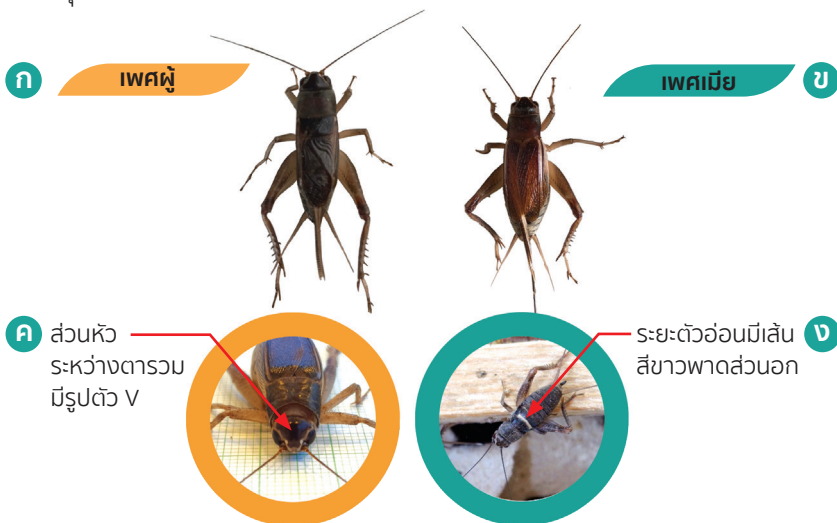 ก เพศผู้
เพศเมีย ข
ค ส่วนหัว
ระหว่างตารวม
มีรูปตัว V
ระยะตัวอ่อนมีเส้น ง
สีขาวพาดส่วนอก